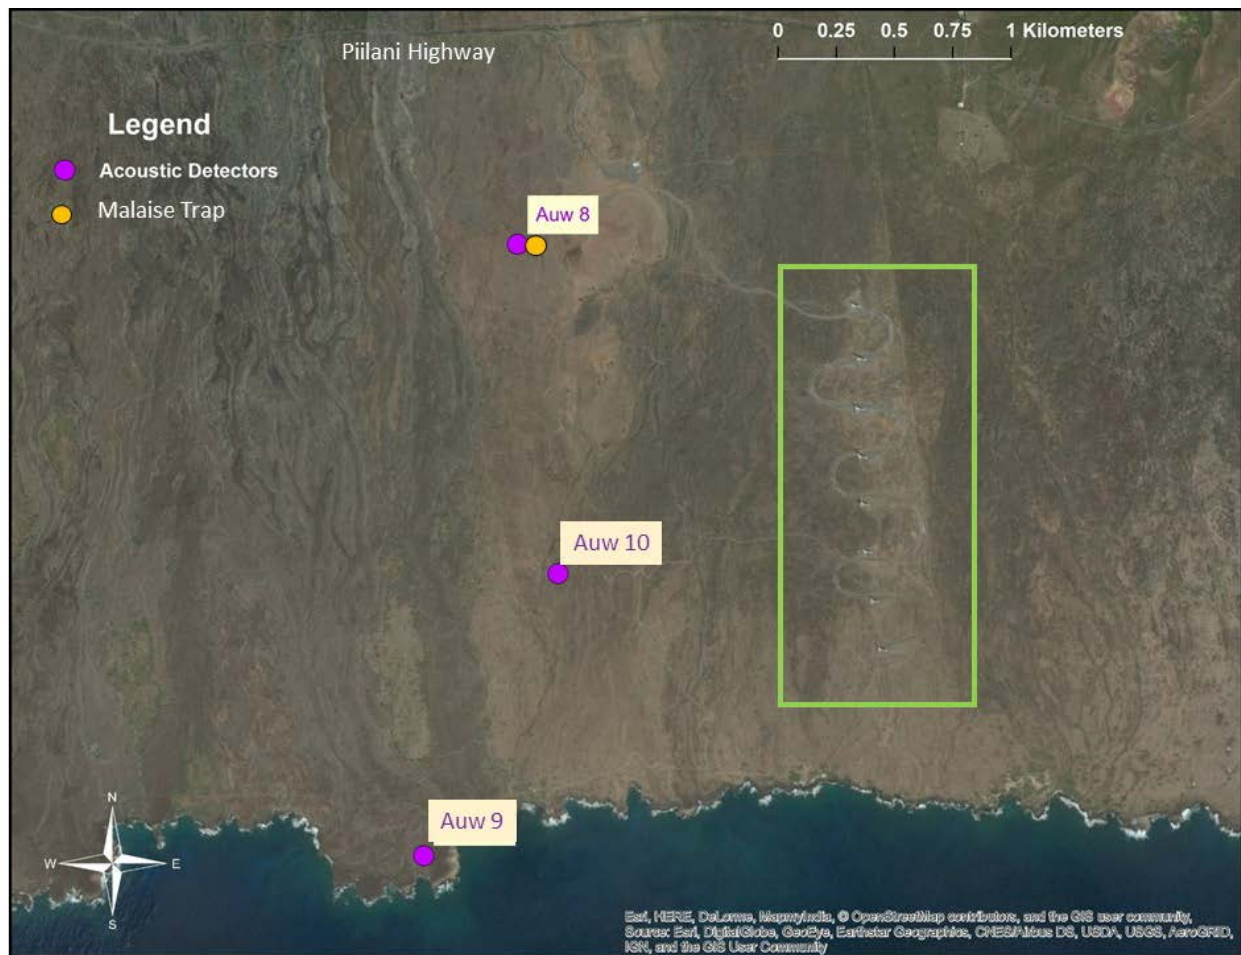 0 0.25 0.5 0.75 1 Kilometers
Piilani Highway
Legend
Acoustic Detectors
Malaise Trap
Auw 8
Auw 10
Auw 9
N
W E
S
Esri, HERE, DeLorme, MapmyIndia, © OpenStreetMap contributors, and the GIS user community,
Source: Esri, DigitalGlobe, GeoEye, Earthstar Geographics, CNES/Airbus DS, USDA, USGS, AeroGRID,
IGN, and the GIS User Community